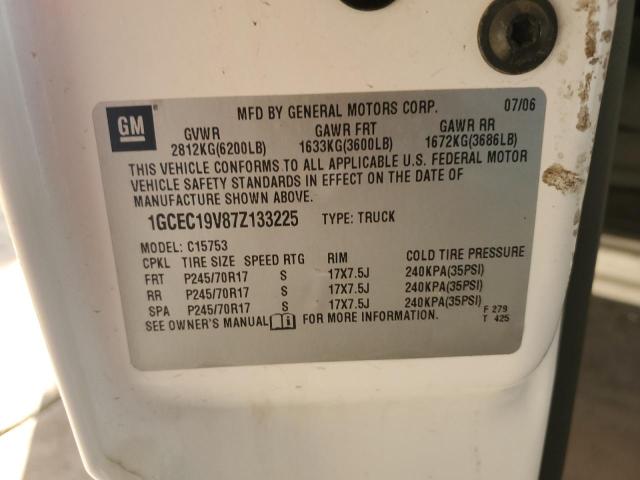 GM
MFD BY GENERAL MOTORS CORP. 07/06
GVWR GAWR FRT GAWR RR
2812KG(6200LB) 1633KG(3600LB) 1672KG(3686LB)
THIS VEHICLE CONFORMS TO ALL APPLICABLE U.S. FEDERAL MOTOR
VEHICLE SAFETY STANDARDS IN EFFECT ON THE DATE OF
MANUFACTURE SHOWN ABOVE.
1GCEC19V87Z133225 TYPE: TRUCK
MODEL: C15753
CPKL TIRE SIZE SPEED RTG RIM COLD TIRE PRESSURE
FRT P245/70R17 S 17X7.5J 240KPA(35PSI)
RR P245/70R17 S 17X7.5J 240KPA(35PSI)
SPA P245/70R17 S 17X7.5J 240KPA(35PSI)
SEE OWNER'S MANUAL FOR MORE INFORMATION.
F 279
T 425